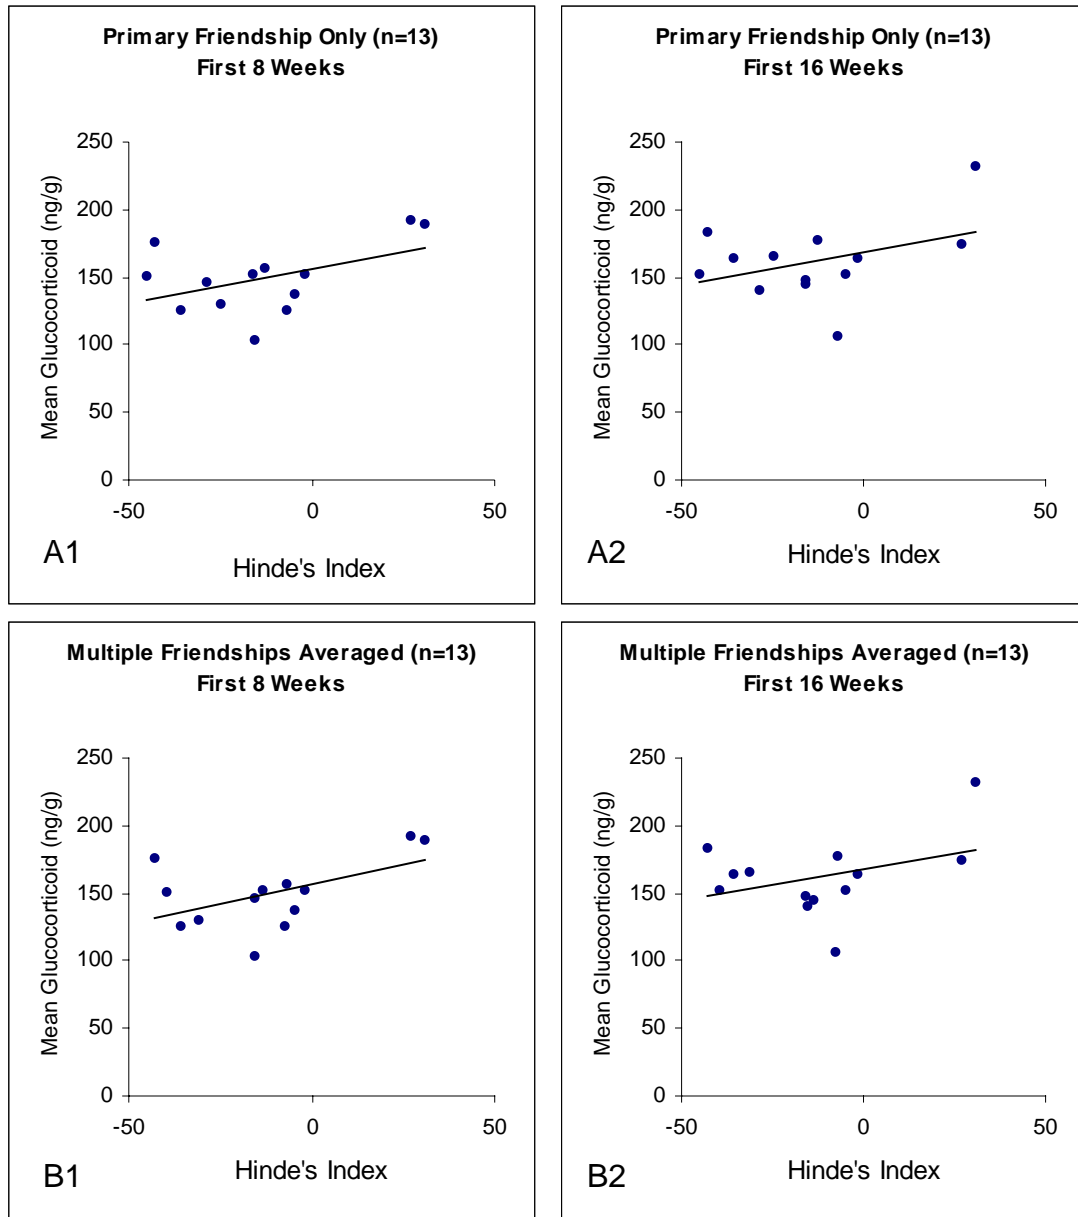 Primary Friendship Only (n=13)
First 8 Weeks
250
200
150
100
50
0
-50
0
50
Mean Glucocorticoid (ng/g)
Hinde's Index
A1
Primary Friendship Only (n=13)
First 16 Weeks
250
200
150
100
50
0
-50
0
50
Mean Glucocorticoid (ng/g)
Hinde's Index
A2
Multiple Friendships Averaged (n=13)
First 8 Weeks
250
200
150
100
50
0
-50
0
50
Mean Glucocorticoid (ng/g)
Hinde's Index
B1
Multiple Friendships Averaged (n=13)
First 16 Weeks
250
200
150
100
50
0
-50
0
50
Mean Glucocorticoid (ng/g)
Hinde's Index
B2